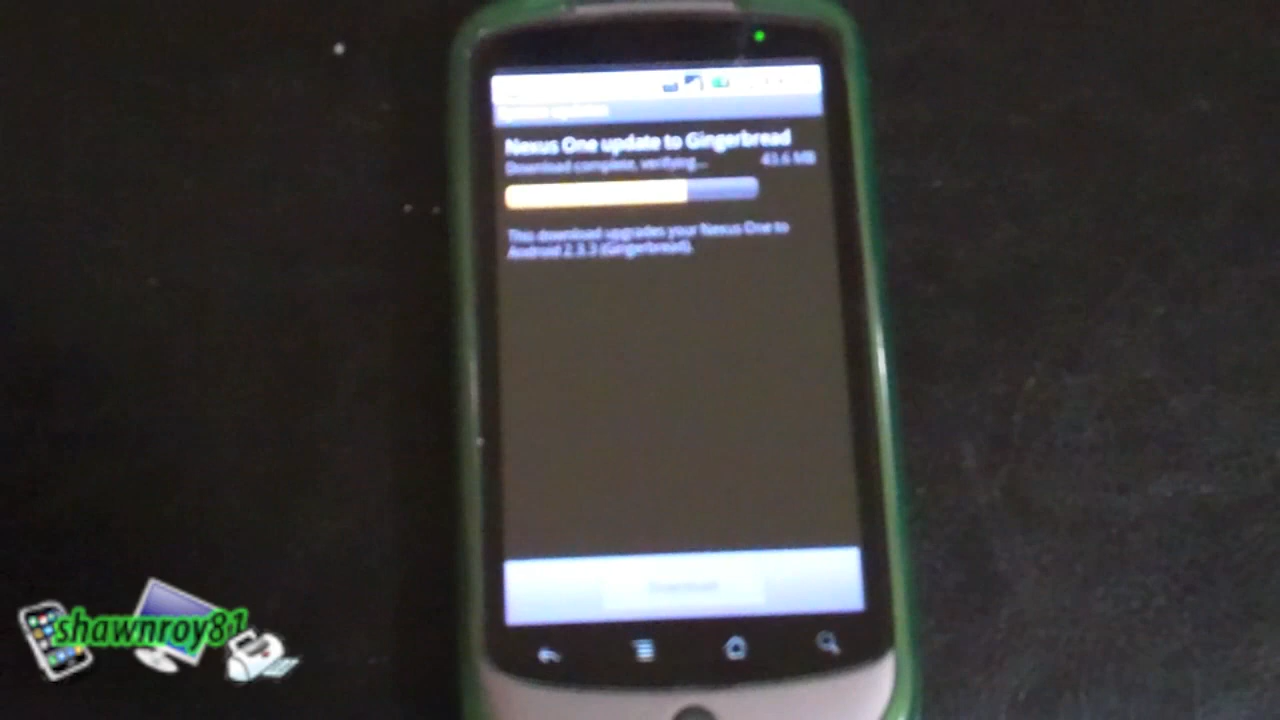 Nexus One update to Gingerbread
Download complete, verifying... 43.6 MB
This download upgrades your Nexus One to
Android 2.3.3 (Gingerbread).
Download
shawnroy81